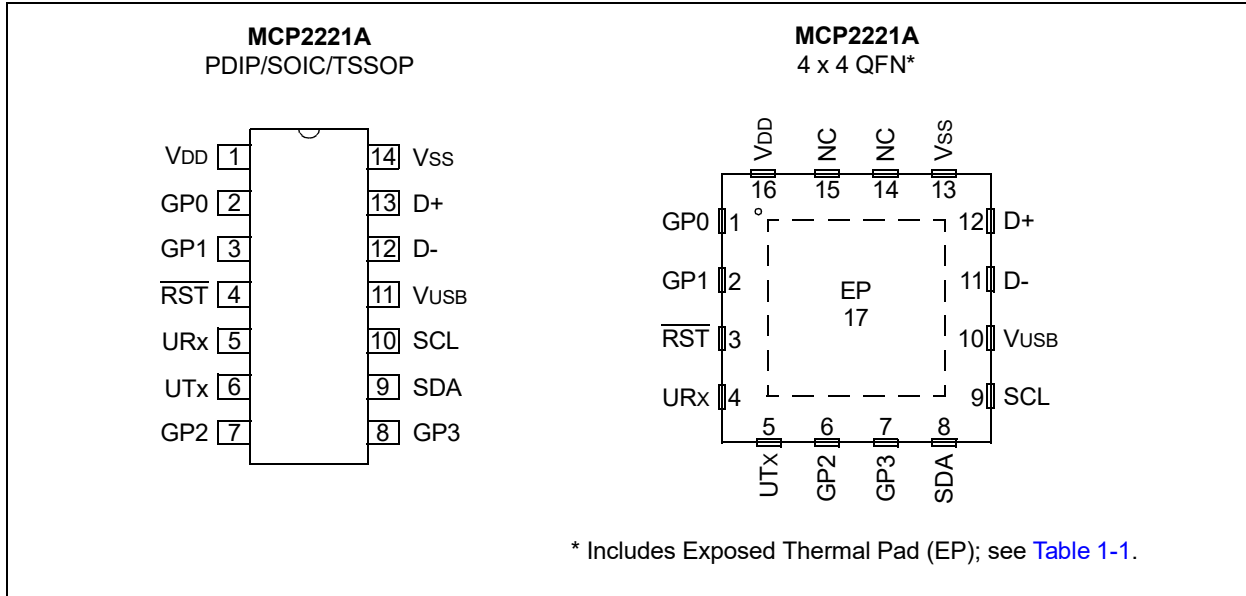 MCP2221A
PDIP/SOIC/TSSOP
VDD 1
GP0 2
GP1 3
RST 4
URx 5
UTx 6
GP2 7
14 VSS
13 D+
12 D-
11 VUSB
10 SCL
9 SDA
8 GP3
MCP2221A
4 x 4 QFN*
VDD NC NC VSS
16 15 14 13
GP0 1
GP1 2
RST 3
URx 4
EP
17
12 D+
11 D-
10 VUSB
9 SCL
5 6 7 8
UTx GP2 GP3 SDA
* Includes Exposed Thermal Pad (EP); see Table 1-1.